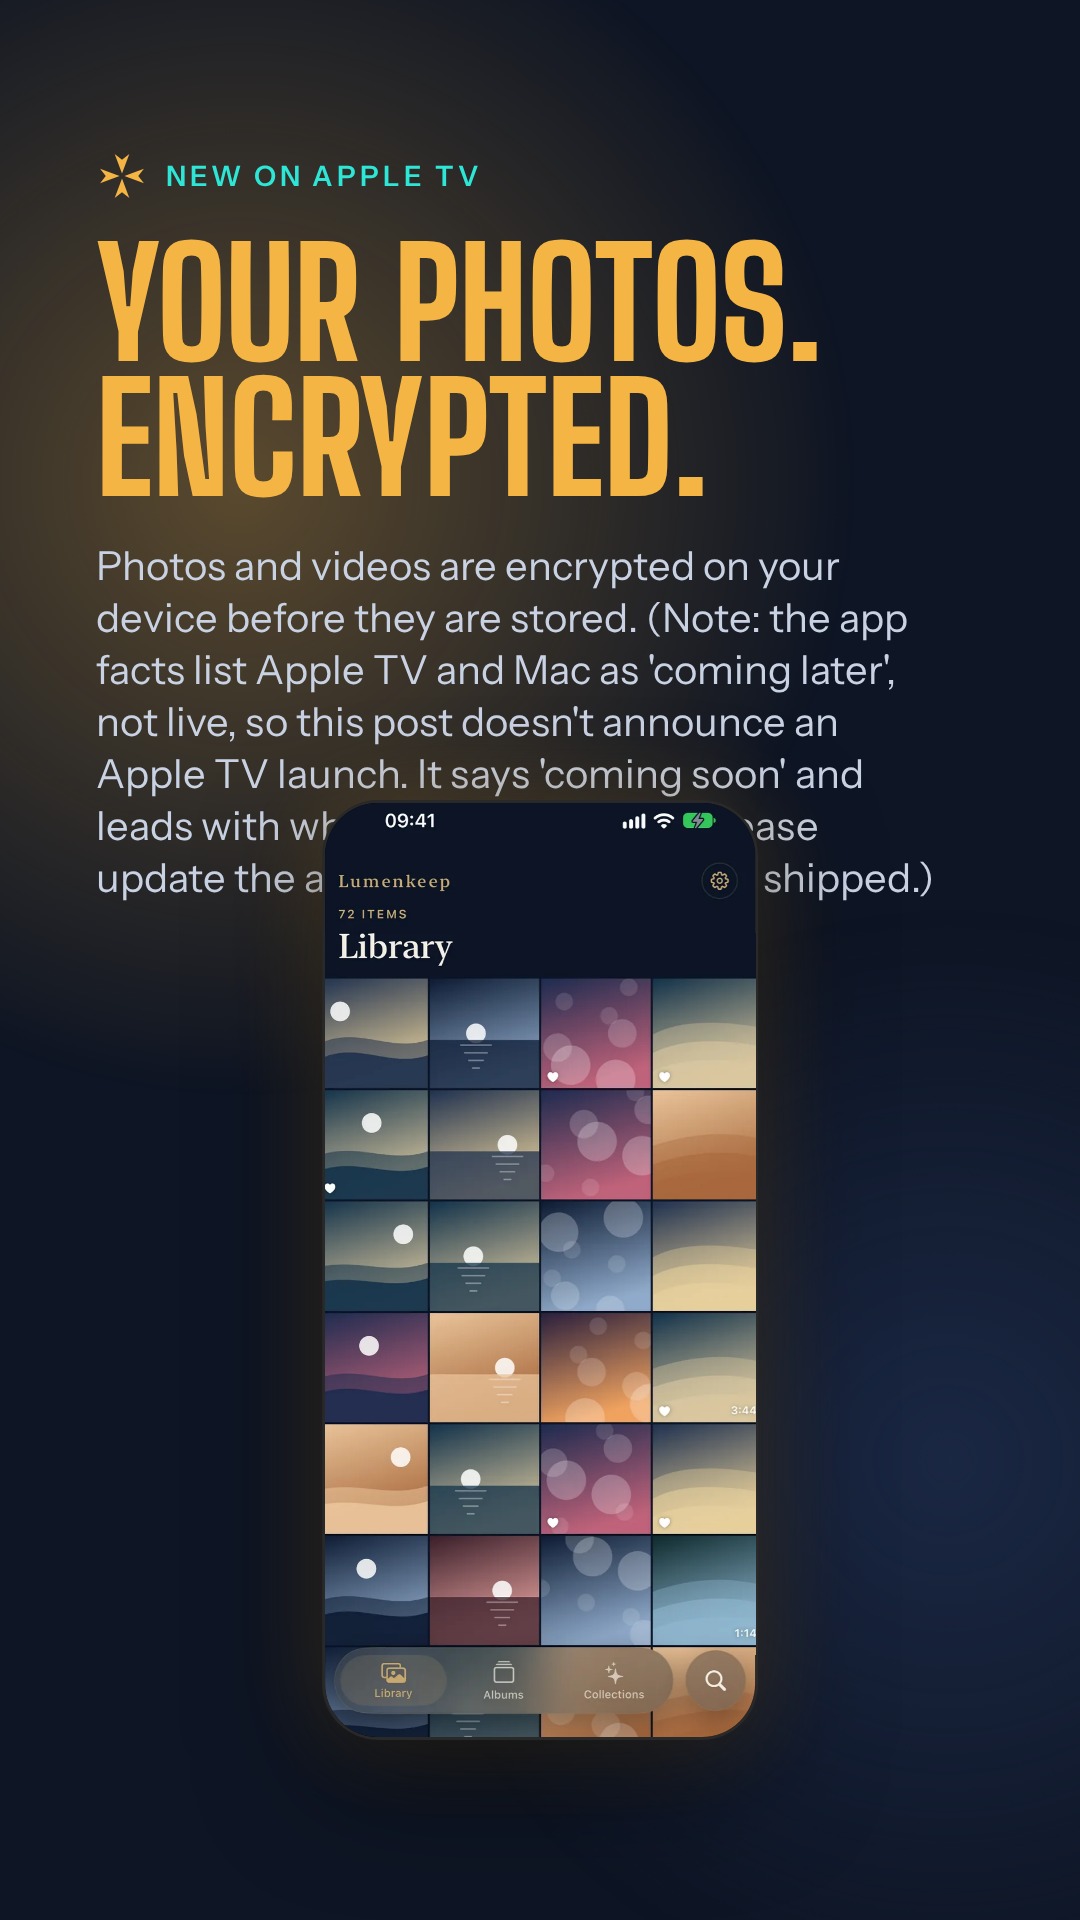 NEW ON APPLE TV
YOUR PHOTOS.
ENCRYPTED.
Photos and videos are encrypted on your
device before they are stored. (Note: the app
facts list Apple TV and Mac as 'coming later',
not live, so this post doesn't announce an
Apple TV launch. It says 'coming soon' and
leads with
update the shipped.)
09:41
Lumenkeep
72 ITEMS
Library
3:44
1:14
Library
Albums
Collections